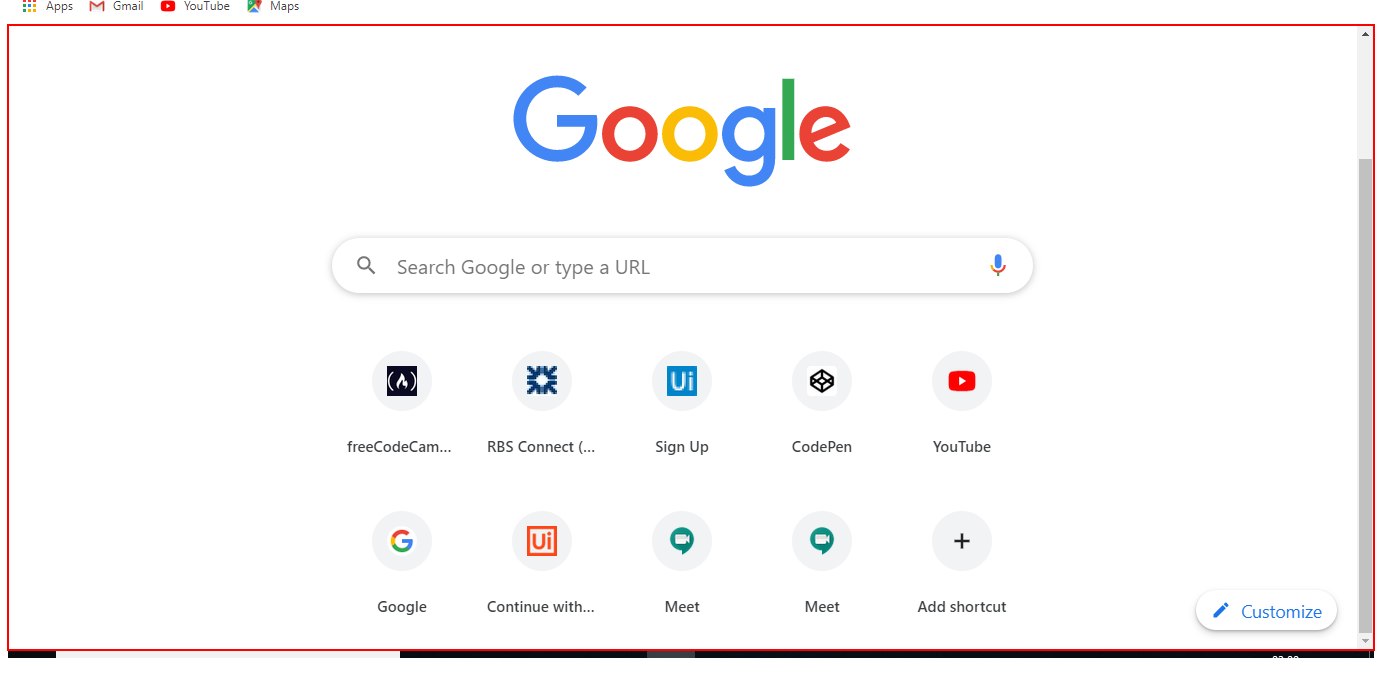 Apps Gmail YouTube Maps
Google
Search Google or type a URL
freeCodeCam... RBS Connect (... Sign Up CodePen YouTube
Google Continue with... Meet Meet Add shortcut
Customize